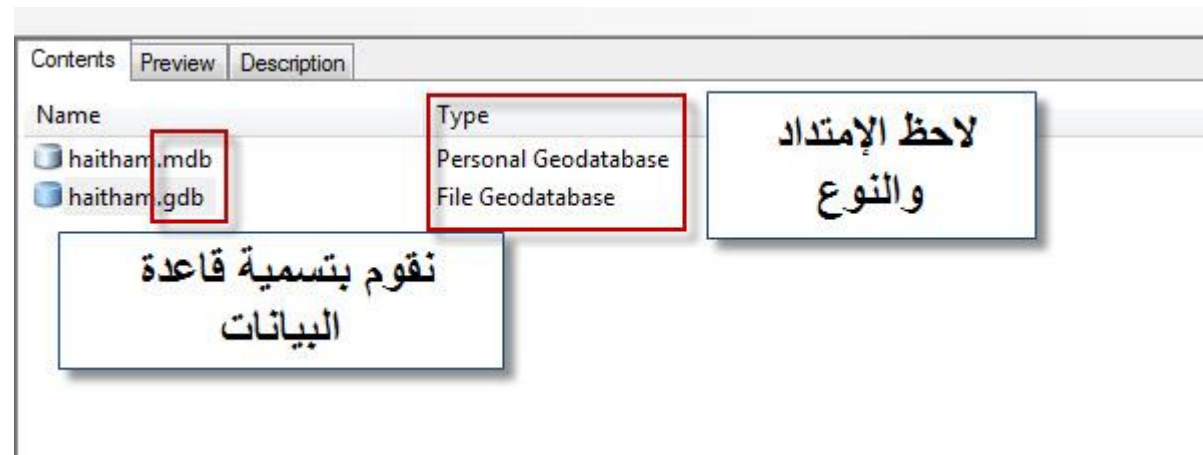 Contents Preview Description
Name Type
haitham.mdb Personal Geodatabase
haitham.gdb File Geodatabase
لاحظ الإمتداد
والنوع
نقوم بتسمية قاعدة
البيانات